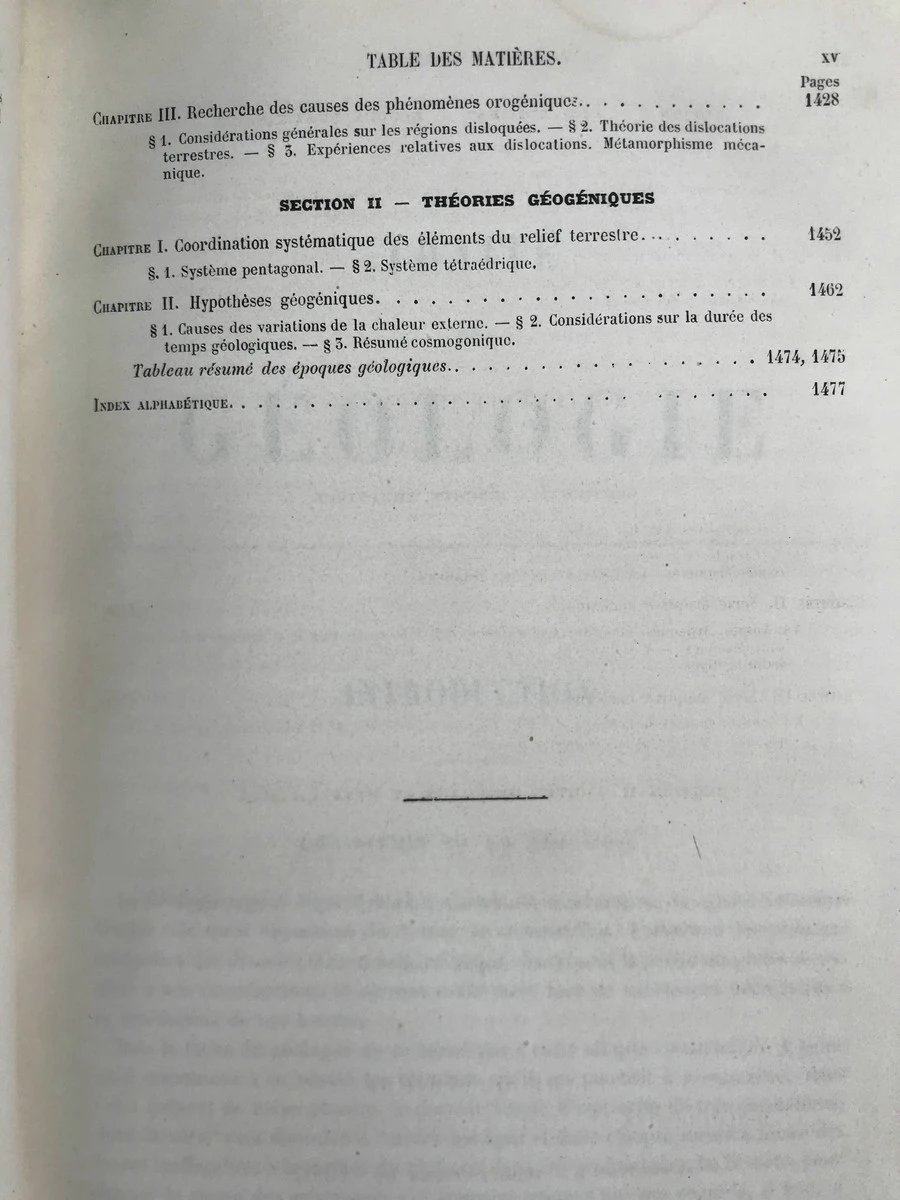 TABLE DES MATIÈRES. XV
Pages
CHAPITRE III. Recherche des causes des phénomènes orogéniques. . . . . . . . . . . . 1428
§ 1. Considérations générales sur les régions disloquées. — § 2. Théorie des dislocations
terrestres. — § 3. Expériences relatives aux dislocations. Métamorphisme méca-
nique.
SECTION II — THÉORIES GÉOGÉNIQUES
CHAPITRE I. Coordination systématique des éléments du relief terrestre. . . . . . . . . 1452
§. 1. Système pentagonal. — § 2. Système tétraédrique.
CHAPITRE II. Hypothèses géogéniques. . . . . . . . . . . . . . . . . . . . . . . 1462
§ 1. Causes des variations de la chaleur externe. — § 2. Considérations sur la durée des
temps géologiques. — § 3. Résumé cosmogonique.
Tableau résumé des époques géologiques. . . . . . . . . . . . . . . . . 1474, 1475
INDEX ALPHABÉTIQUE. . . . . . . . . . . . . . . . . . . . . . . . . . . . . . . 1477